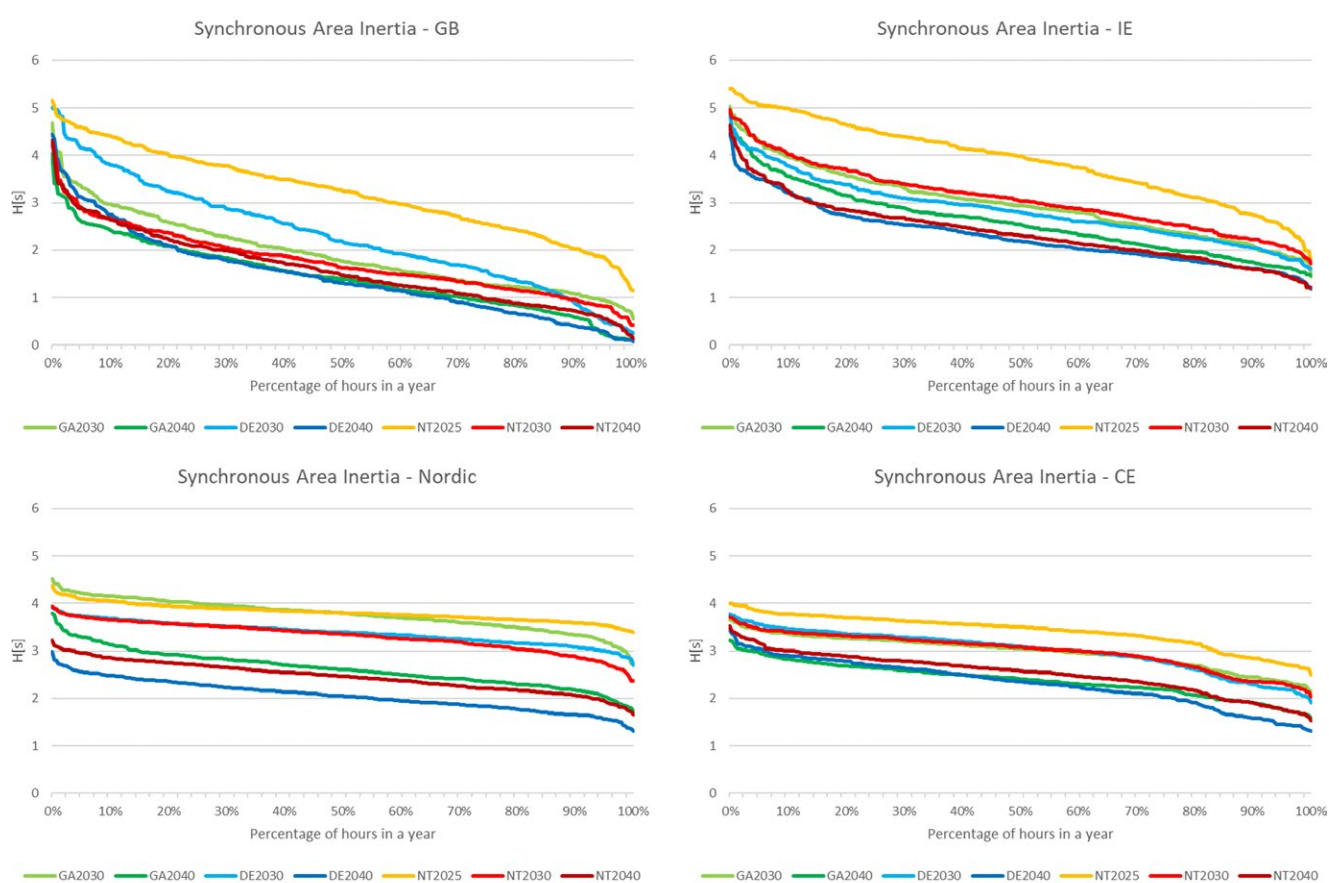 Synchronous Area Inertia - GB
6
5
4
3
2
1
0
H[s]
0% 10% 20% 30% 40% 50% 60% 70% 80% 90% 100%
Percentage of hours in a year
GA2030 GA2040 DE2030 DE2040 NT2025 NT2030 NT2040
Synchronous Area Inertia - IE
6
5
4
3
2
1
0
H[s]
0% 10% 20% 30% 40% 50% 60% 70% 80% 90% 100%
Percentage of hours in a year
GA2030 GA2040 DE2030 DE2040 NT2025 NT2030 NT2040
Synchronous Area Inertia - Nordic
6
5
4
3
2
1
0
H[s]
0% 10% 20% 30% 40% 50% 60% 70% 80% 90% 100%
Percentage of hours in a year
GA2030 GA2040 DE2030 DE2040 NT2025 NT2030 NT2040
Synchronous Area Inertia - CE
6
5
4
3
2
1
0
H[s]
0% 10% 20% 30% 40% 50% 60% 70% 80% 90% 100%
Percentage of hours in a year
GA2030 GA2040 DE2030 DE2040 NT2025 NT2030 NT2040